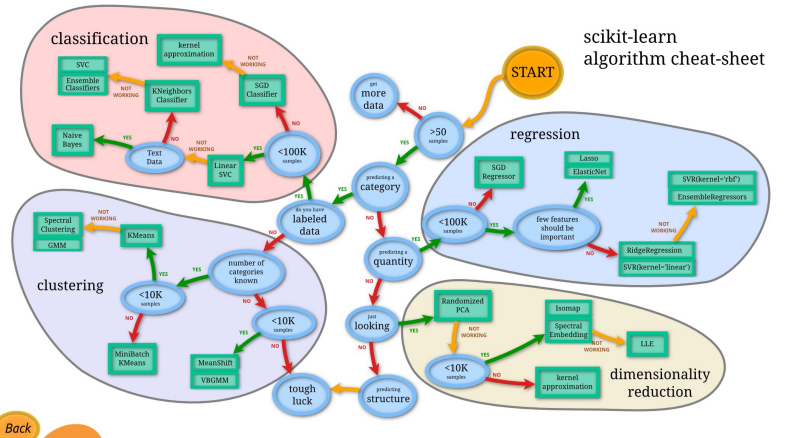 scikit-learn
algorithm cheat-sheet
START
classification
kernel
approximation
NOT
WORKING
SVC
Ensemble
Classifiers
NOT
WORKING
KNeighbors
Classifier
SGD
Classifier
NO
Naive
Bayes
YES
Text
Data
NO
NOT
WORKING
Linear
SVC
YES
<100K
samples
YES
get
more
data
NO
>50
samples
YES
predicting a
category
YES
NO
do you have
labeled
data
NO
predicting a
quantity
YES
NO
just
looking
YES
NO
predicting
structure
tough
luck
regression
SGD
Regressor
NO
<100K
samples
YES
Lasso
ElasticNet
YES
few features
should be
important
NO
SVR(kernel='rbf')
EnsembleRegressors
NOT
WORKING
RidgeRegression
SVR(kernel='linear')
clustering
Spectral
Clustering
GMM
NOT
WORKING
KMeans
YES
number of
categories
known
YES
NO
<10K
samples
NO
<10K
samples
YES
NO
MiniBatch
KMeans
MeanShift
VBGMM
Randomized
PCA
NOT
WORKING
<10K
samples
YES
NO
Isomap
Spectral
Embedding
NOT
WORKING
LLE
kernel
approximation
dimensionality
reduction
Back